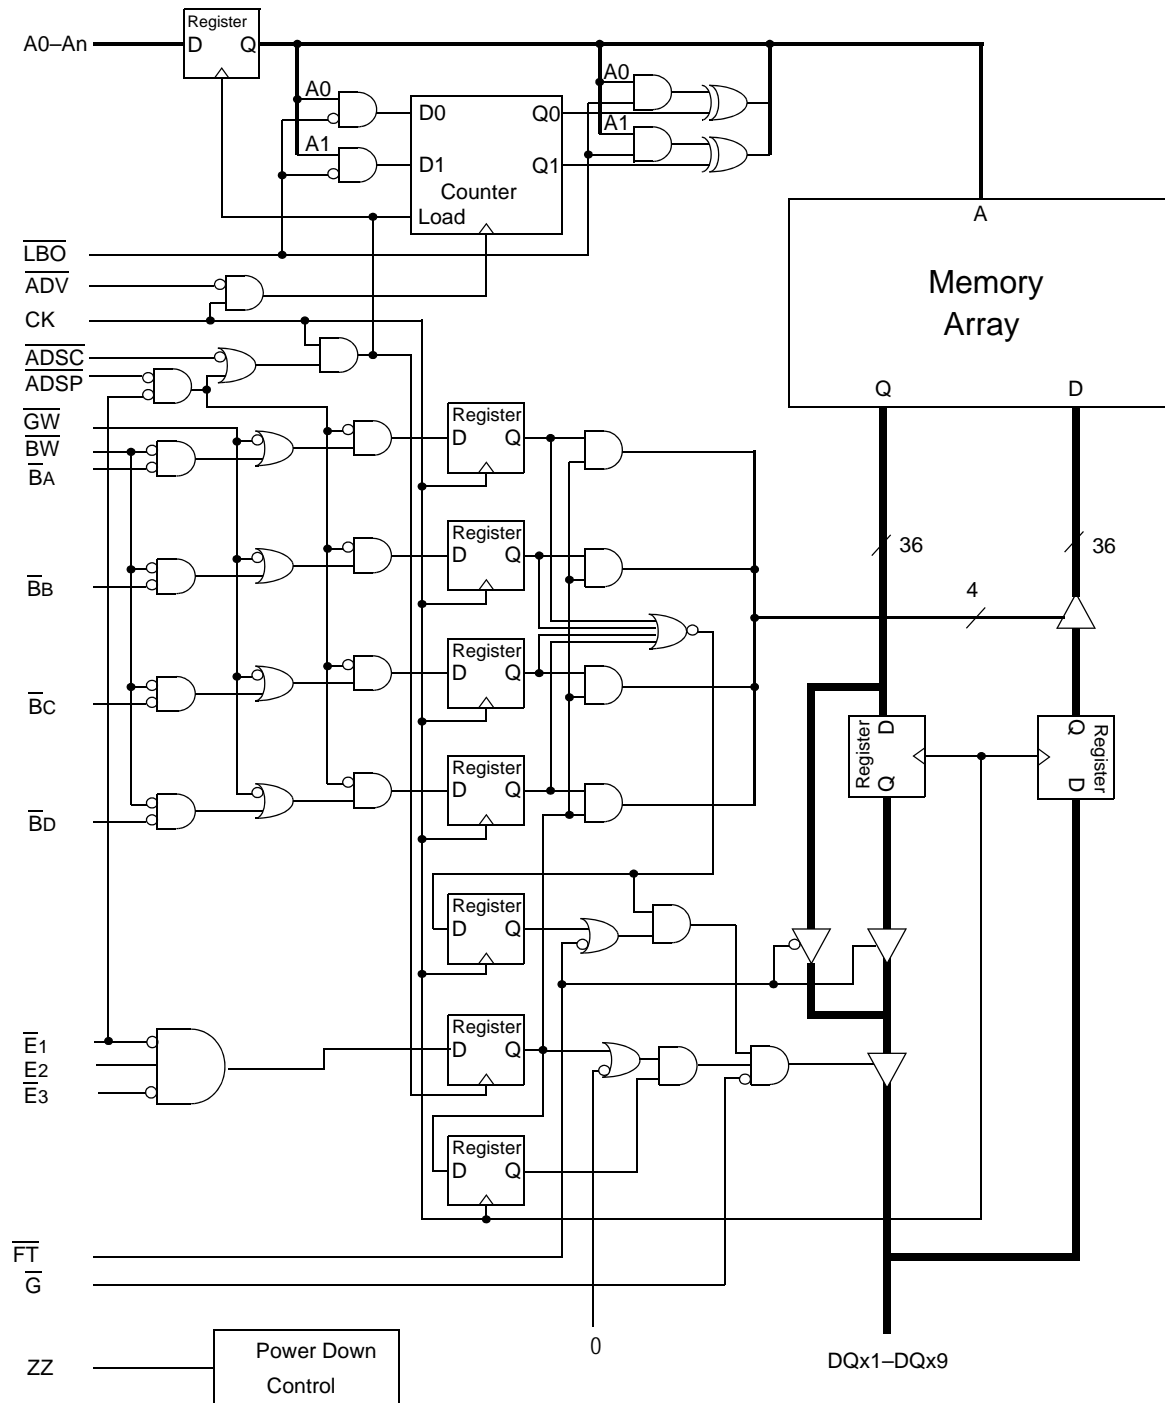 Register
A0–An
D Q
A0
A0
D0
Q0
A1
A1
D1
Q1
Counter
Load
A
LBO
ADV
CK
Memory
Array
ADSC
ADSP
Q
D
GW
BW
BA
Register
D Q
Register
D Q
36
36
BB
4
Register
D Q
BC
D
Register
Q
Q
Register
D
Register
D Q
BD
Register
D Q
E1
E2
E3
Register
D Q
Register
D Q
FT
G
0
DQx1–DQx9
ZZ
Power Down
Control